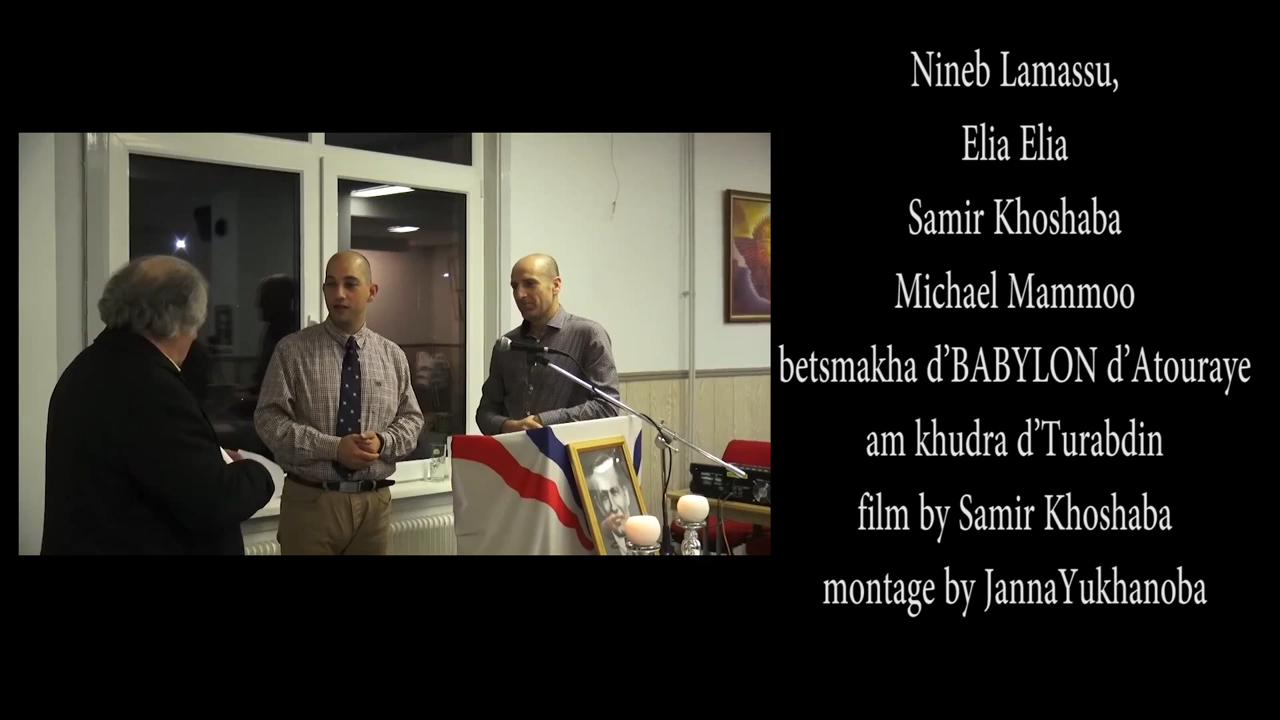 Nineb Lamassu,
Elia Elia
Samir Khoshaba
Michael Mammoo
betsmakha d’BABYLON d’Atouraye
am khudra d’Turabdin
film by Samir Khoshaba
montage by JannaYukhanoba